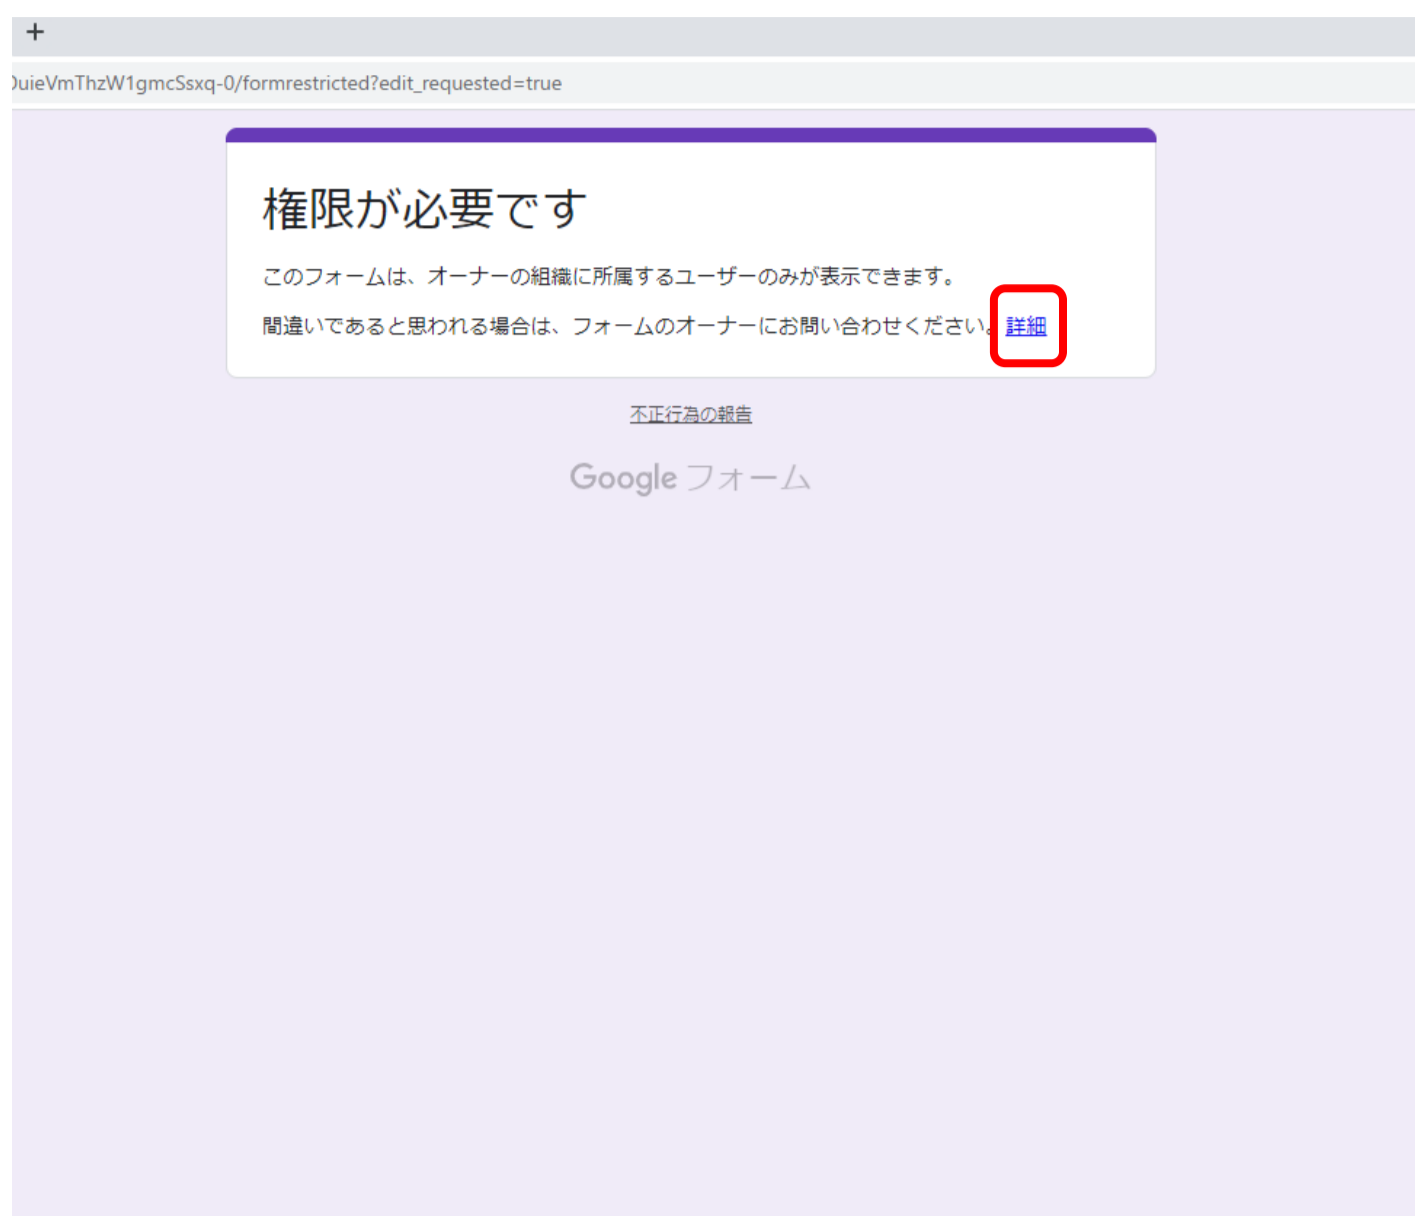 +
uieVmThzW1gmcSsxq-0/formrestricted?edit_requested=true
権限が必要です
このフォームは、オーナーの組織に所属するユーザーのみが表示できます。
間違いであると思われる場合は、フォームのオーナーにお問い合わせください。詳細
不正行為の報告
Google フォーム